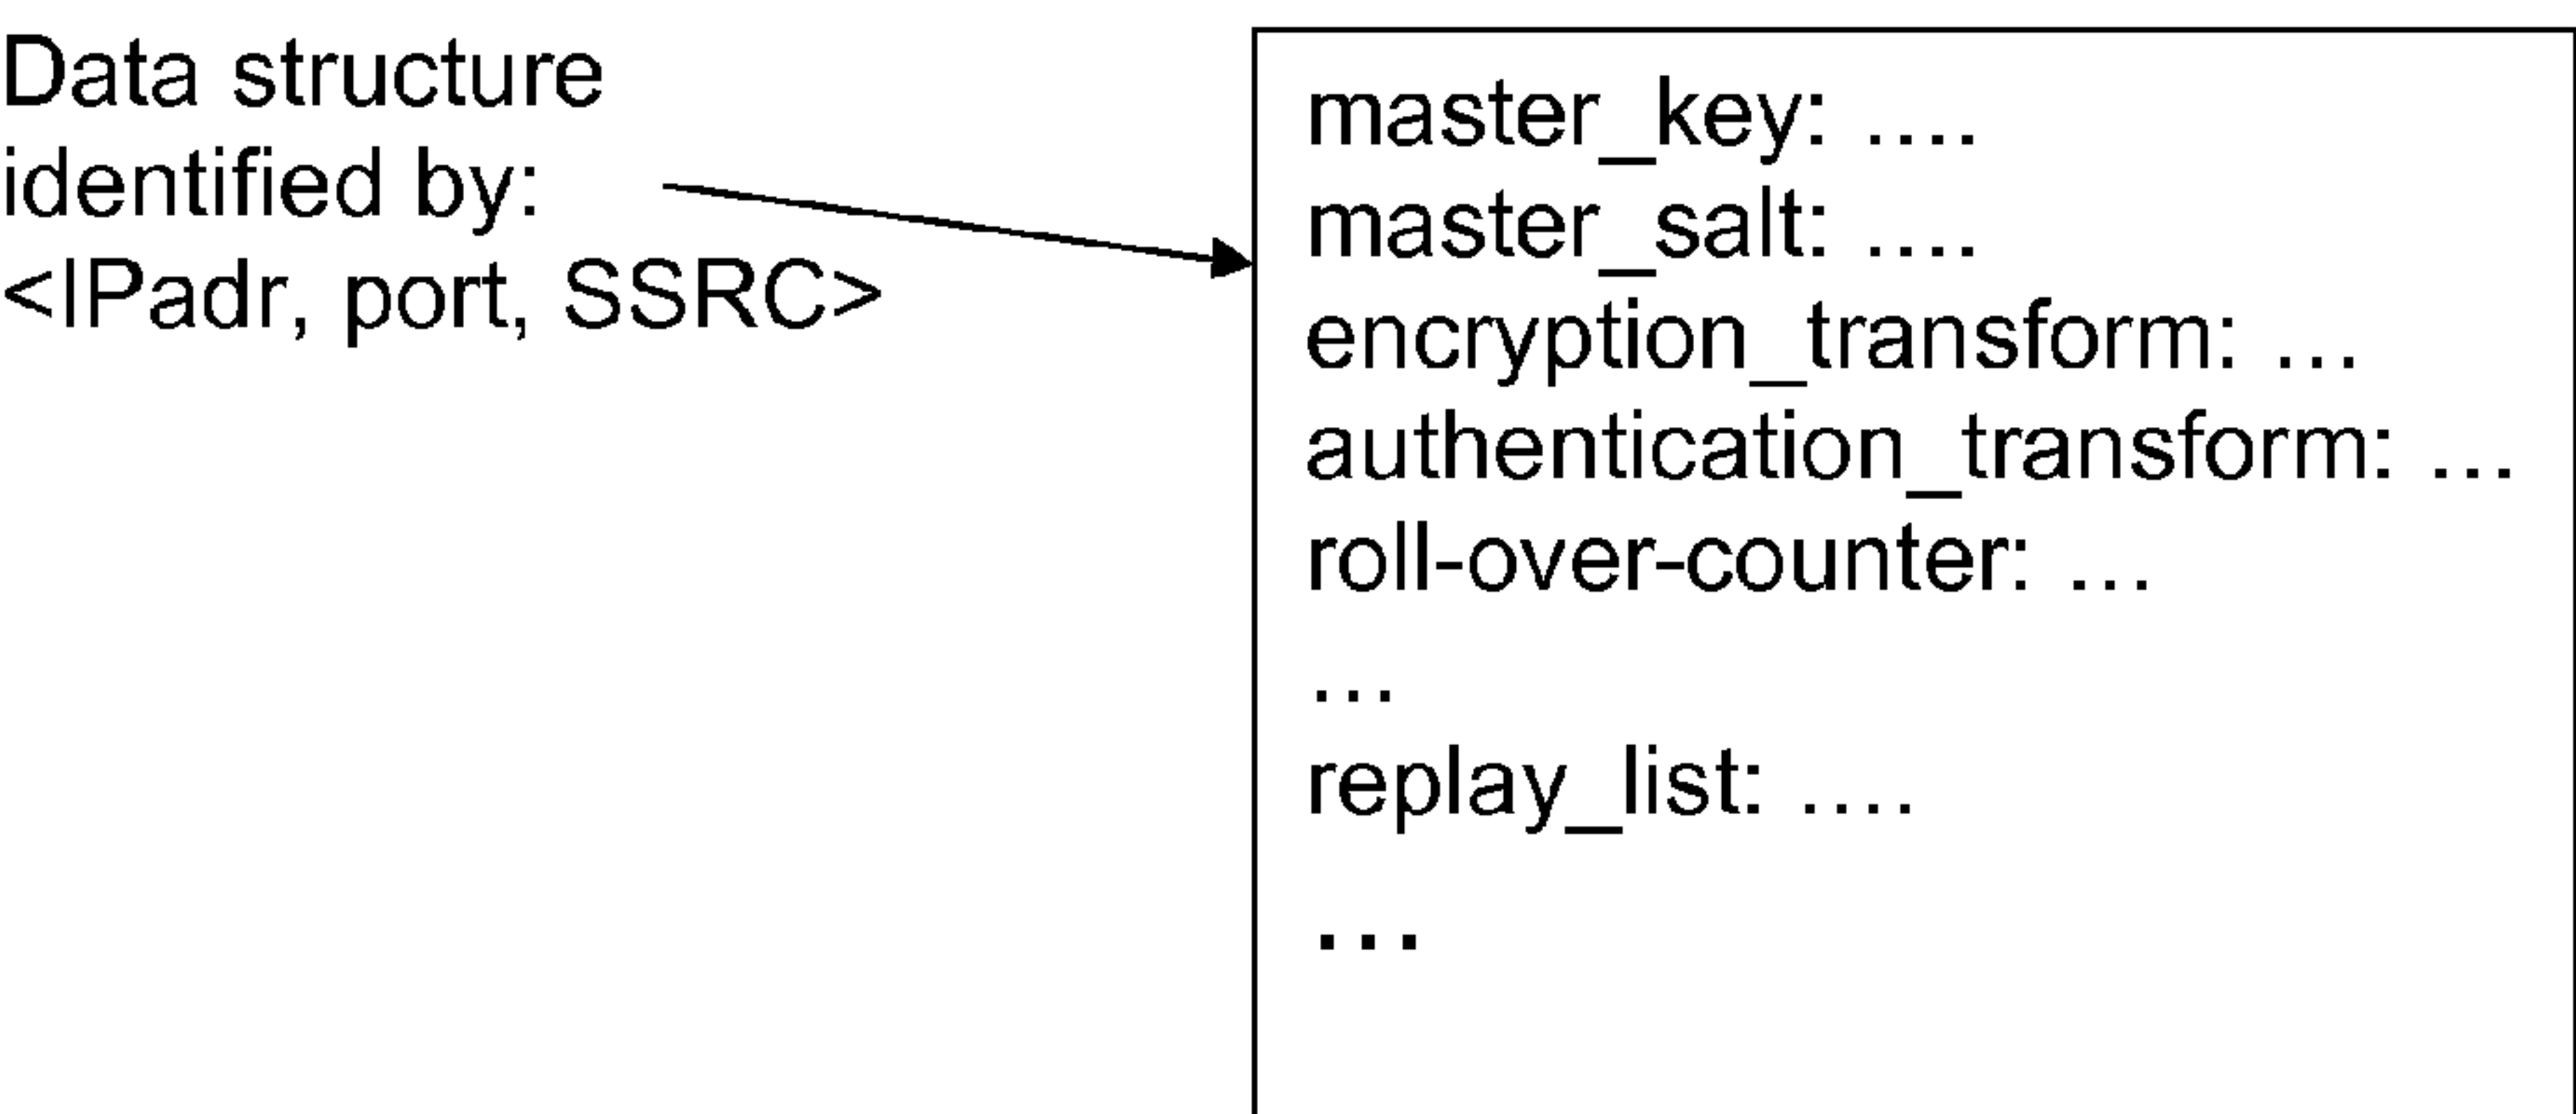 Data structure
identified by:
<IPadr, port, SSRC>
master_key: ....
master_salt: ....
encryption_transform: ...
authentication_transform: ...
roll-over-counter: ...
...
replay_list: ....
...